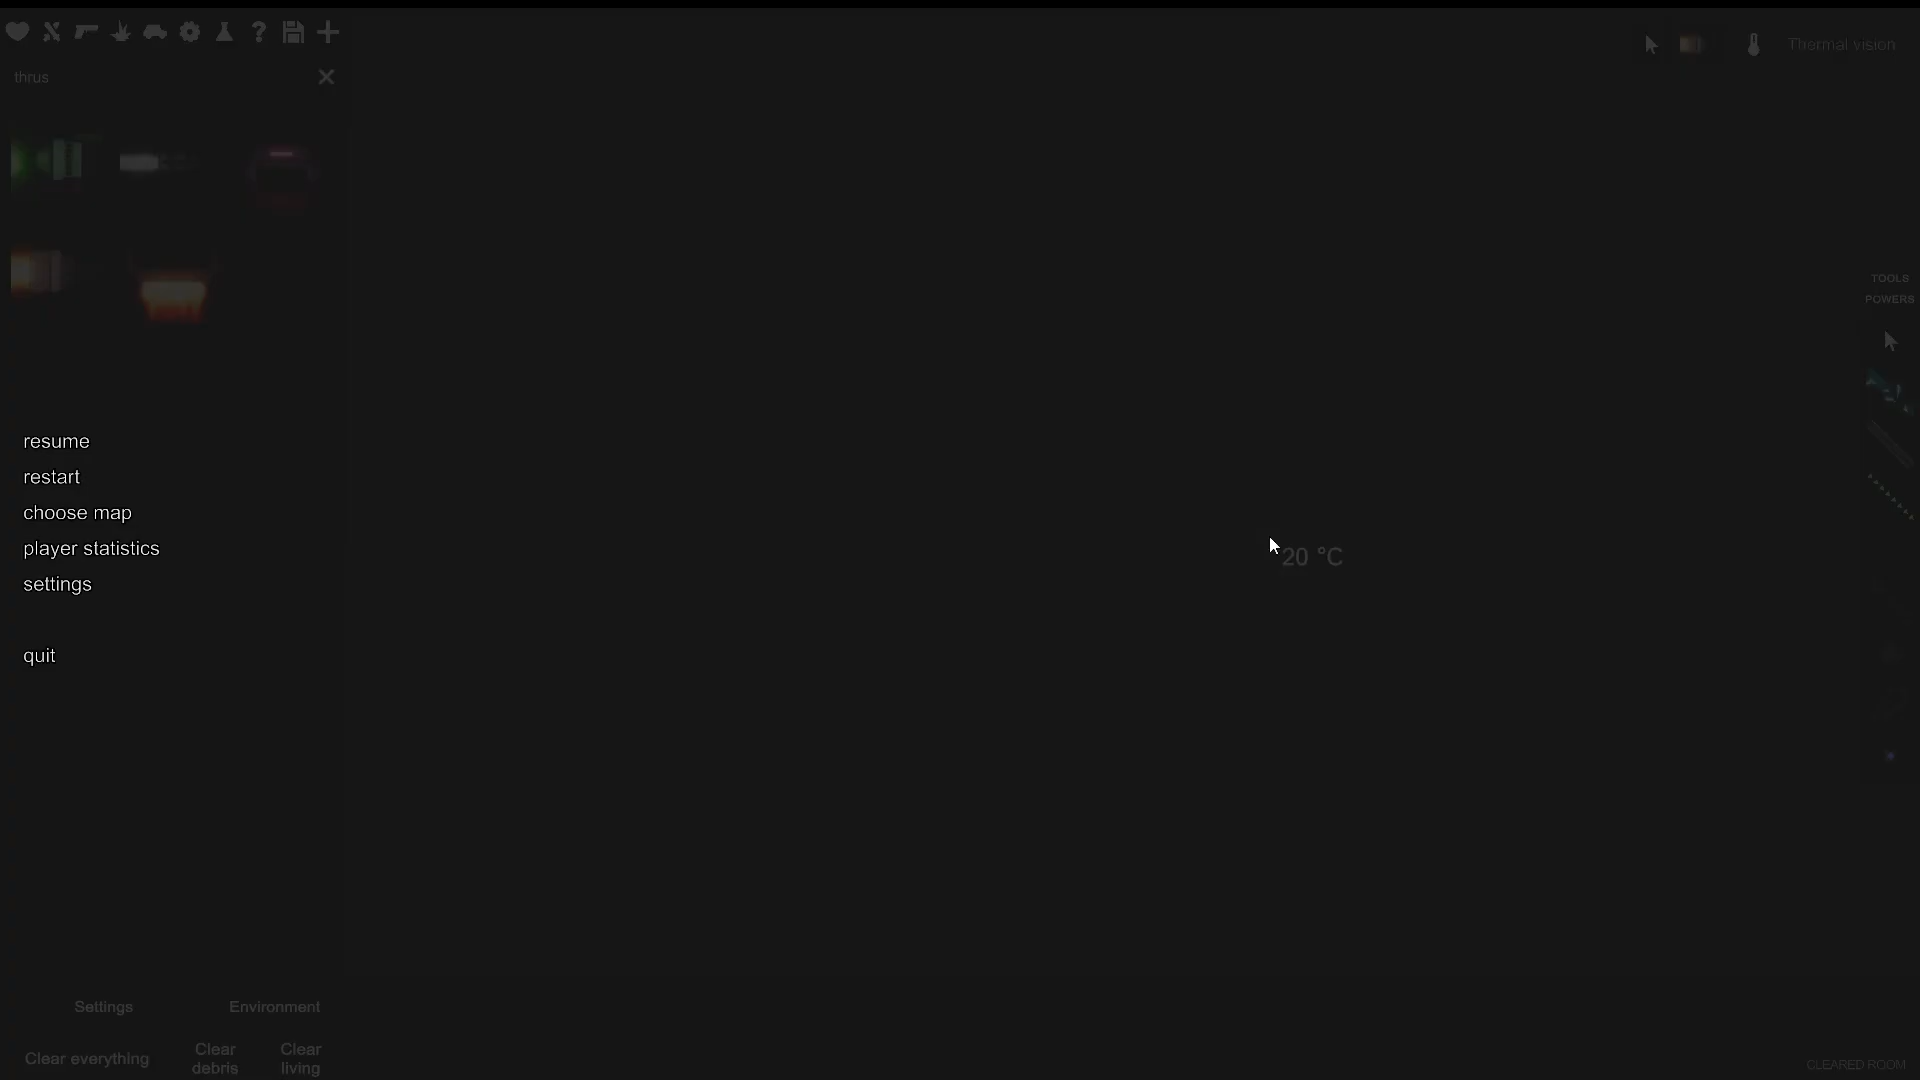 Thermal vision
thrus
TOOLS
POWERS
resume
restart
choose map
player statistics
settings
quit
20 °C
Settings
Environment
Clear everything
Clear
debris
Clear
living
CLEARED ROOM